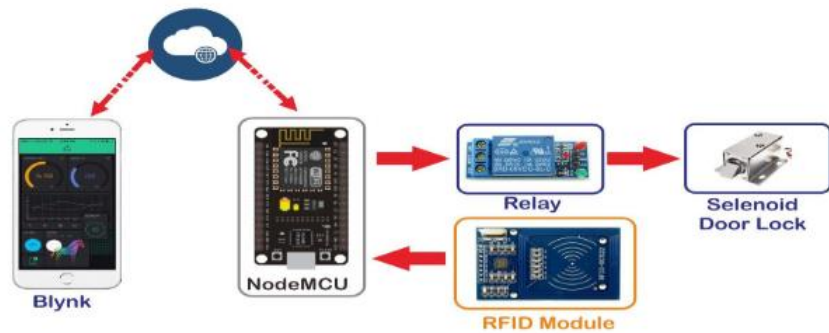 Blynk
NodeMCU
Relay
Selenoid
Door Lock
RFID Module